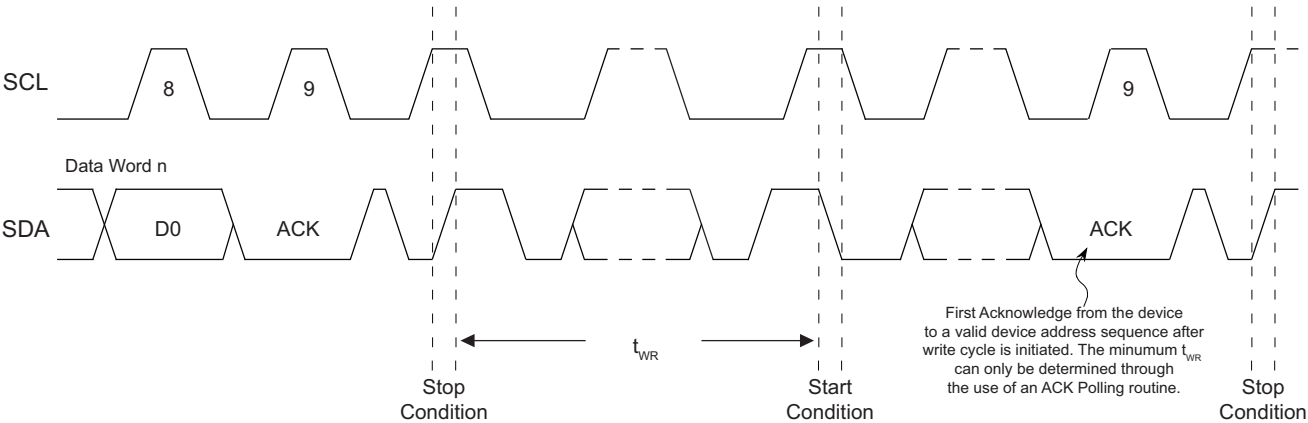 SCL
8
9
9
Data Word n
SDA
D0
ACK
ACK
First Acknowledge from the device
to a valid device address sequence after
write cycle is initiated. The minumum tWR
can only be determined through
the use of an ACK Polling routine.
tWR
Stop
Condition
Start
Condition
Stop
Condition